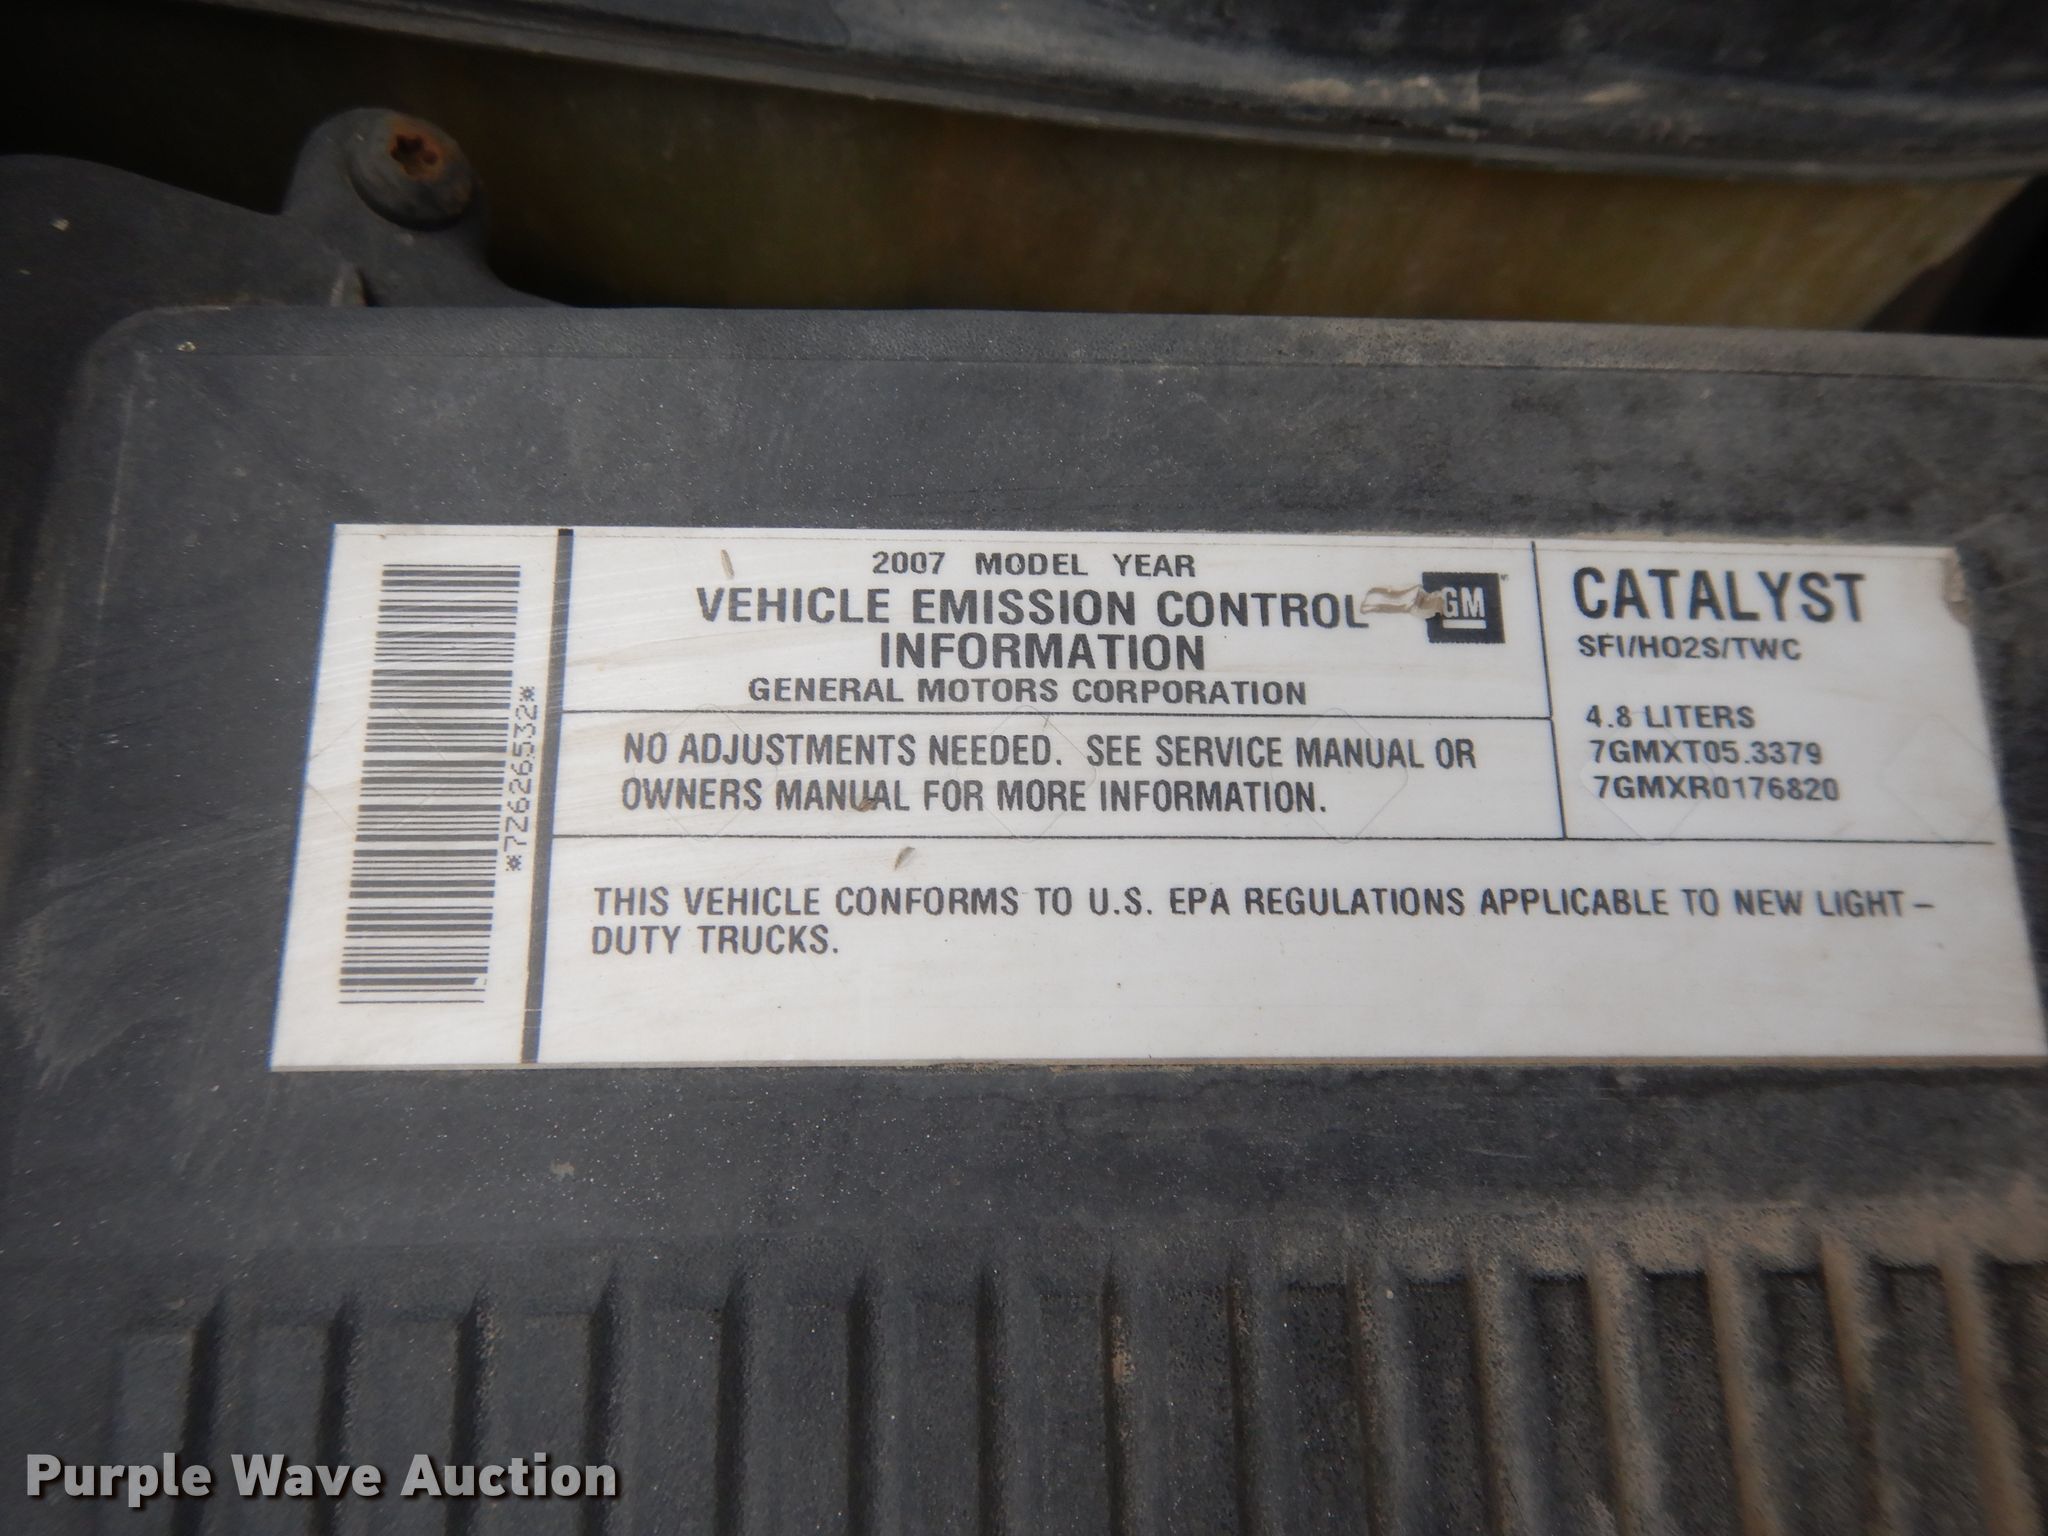 2007 MODEL YEAR
VEHICLE EMISSION CONTROL
INFORMATION
GENERAL MOTORS CORPORATION
GM
NO ADJUSTMENTS NEEDED. SEE SERVICE MANUAL OR
OWNERS MANUAL FOR MORE INFORMATION.
CATALYST
SFI/HO2S/TWC
4.8 LITERS
7GMXT05.3379
7GMXR0176820
THIS VEHICLE CONFORMS TO U.S. EPA REGULATIONS APPLICABLE TO NEW LIGHT-
DUTY TRUCKS.
*7Z626532*
Purple Wave Auction